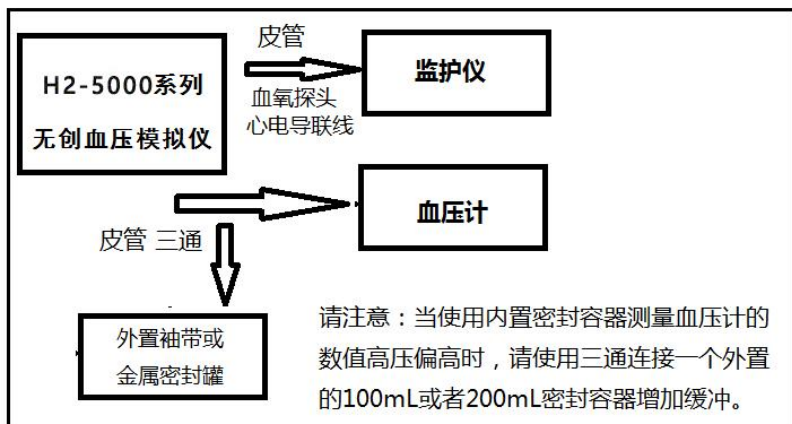 H2-5000系列
无创血压模拟仪
皮管
血氧探头
心电导联线
监护仪
血压计
皮管 三通
外置袖带或
金属密封罐
请注意：当使用内置密封容器测量血压计的
数值高压偏高时，请使用三通连接一个外置
的100mL或者200mL密封容器增加缓冲。